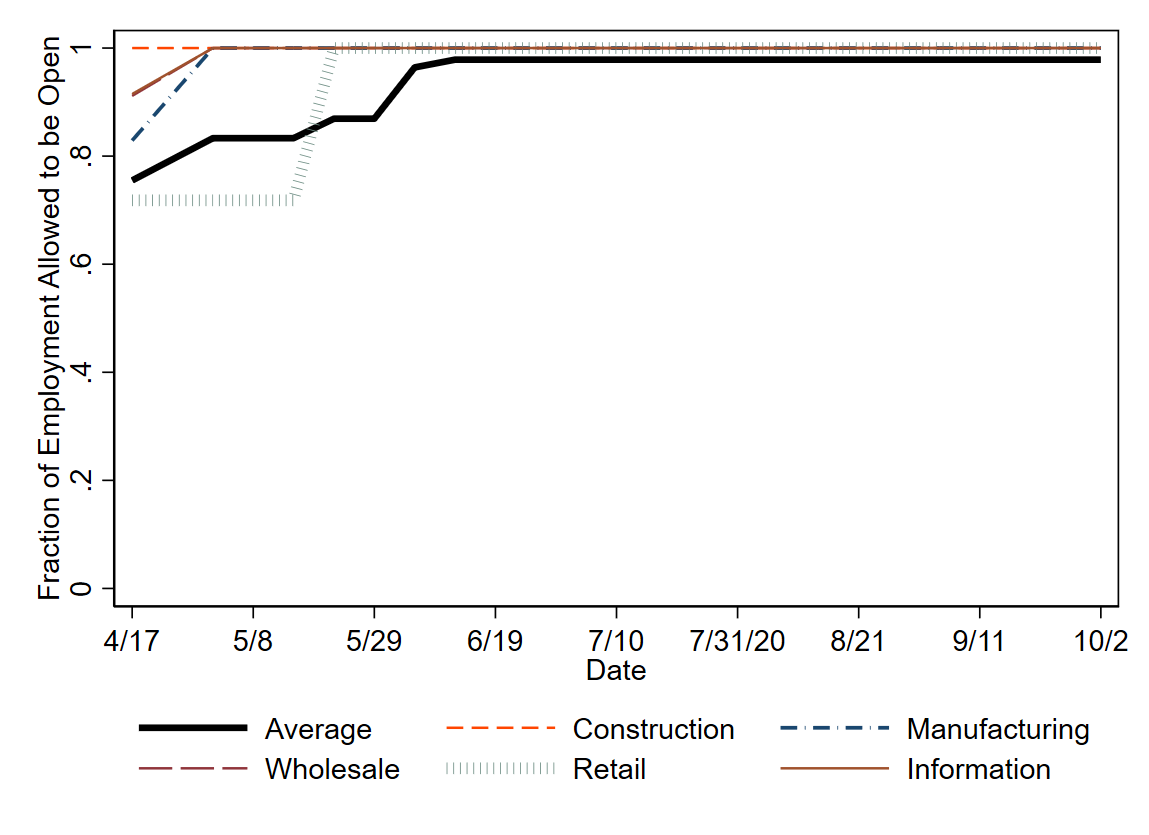 Fraction of Employment Allowed to be Open
1
.8
.6
.4
.2
0
4/17 5/8 5/29 6/19 7/10 7/31/20 8/21 9/11 10/2
Date
Average Construction Manufacturing
Wholesale Retail Information